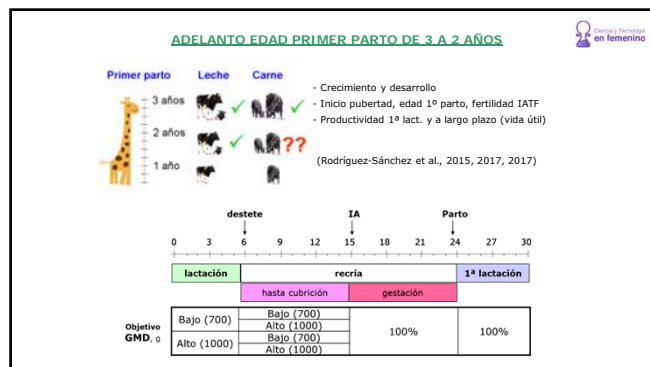 ADELANTO EDAD PRIMER PARTO DE 3 A 2 AÑOS
Ciencia y Tecnología
en femenino
Primer parto Leche Carne
3 años
2 años
??
1 año
- Crecimiento y desarrollo
- Inicio pubertad, edad 1º parto, fertilidad IATF
- Productividad 1ª lact. y a largo plazo (vida útil)
(Rodríguez-Sánchez et al., 2015, 2017, 2017)
destete IA Parto
0 3 6 9 12 15 18 21 24 27 30
lactación recría 1ª lactación
hasta cubrición gestación
Objetivo
GMD, g
Bajo (700) Bajo (700) 100% 100%
Alto (1000)
Alto (1000) Bajo (700)
Alto (1000)